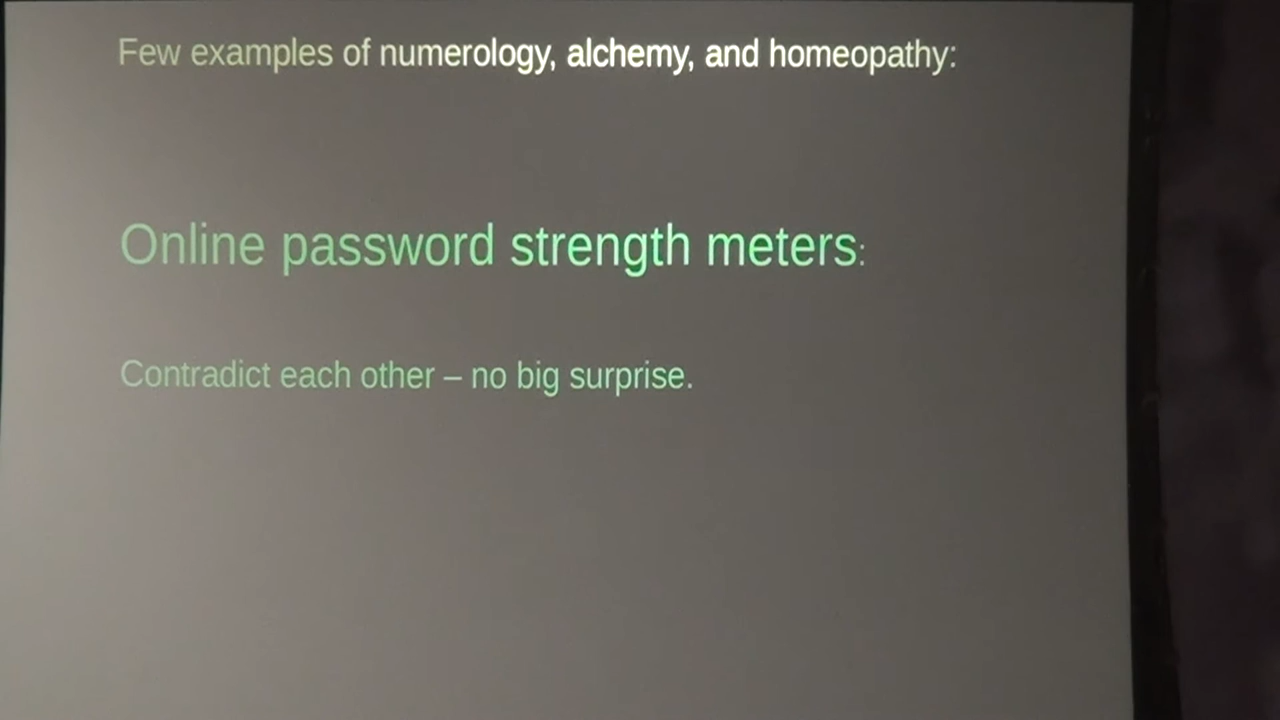 Few examples of numerology, alchemy, and homeopathy:
Online password strength meters:
Contradict each other – no big surprise.